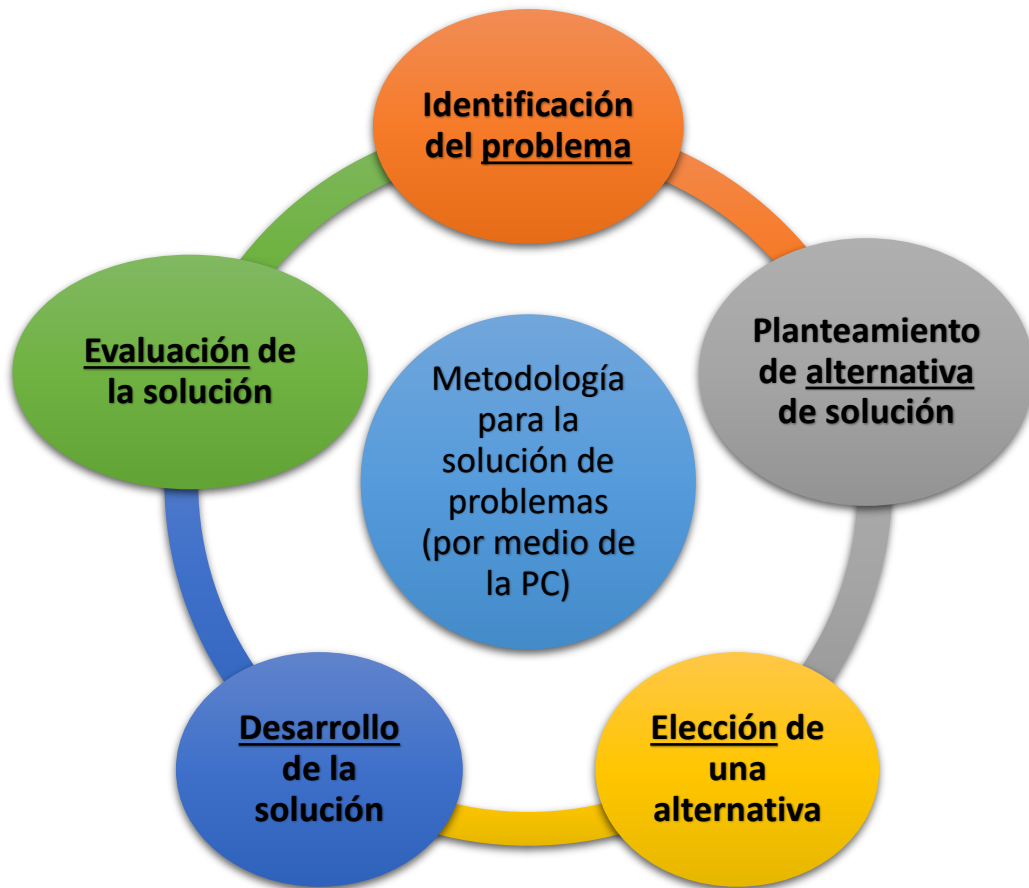 Identificación
del problema
Planteamiento
de alternativa
de solución
Elección de
una
alternativa
Desarrollo
de la
solución
Evaluación de
la solución
Metodología
para la
solución de
problemas
(por medio de
la PC)